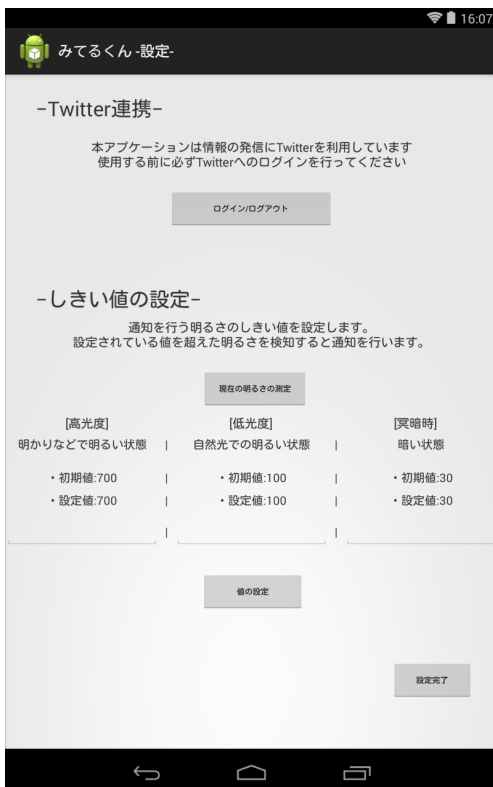 16:07
みてるくん -設定-
-Twitter連携-
本アプケーションは情報の発信にTwitterを利用しています
使用する前に必ずTwitterへのログインを行ってください
ログイン/ログアウト
-しきい値の設定-
通知を行う明るさのしきい値を設定します。
設定されている値を超えた明るさを検知すると通知を行います。
現在の明るさの測定
[高光度] [低光度] [冥暗時]
明かりなどで明るい状態 | 自然光での明るい状態 | 暗い状態
・初期値:700 | ・初期値:100 | ・初期値:30
・設定値:700 | ・設定値:100 | ・設定値:30
| |
値の設定
設定完了